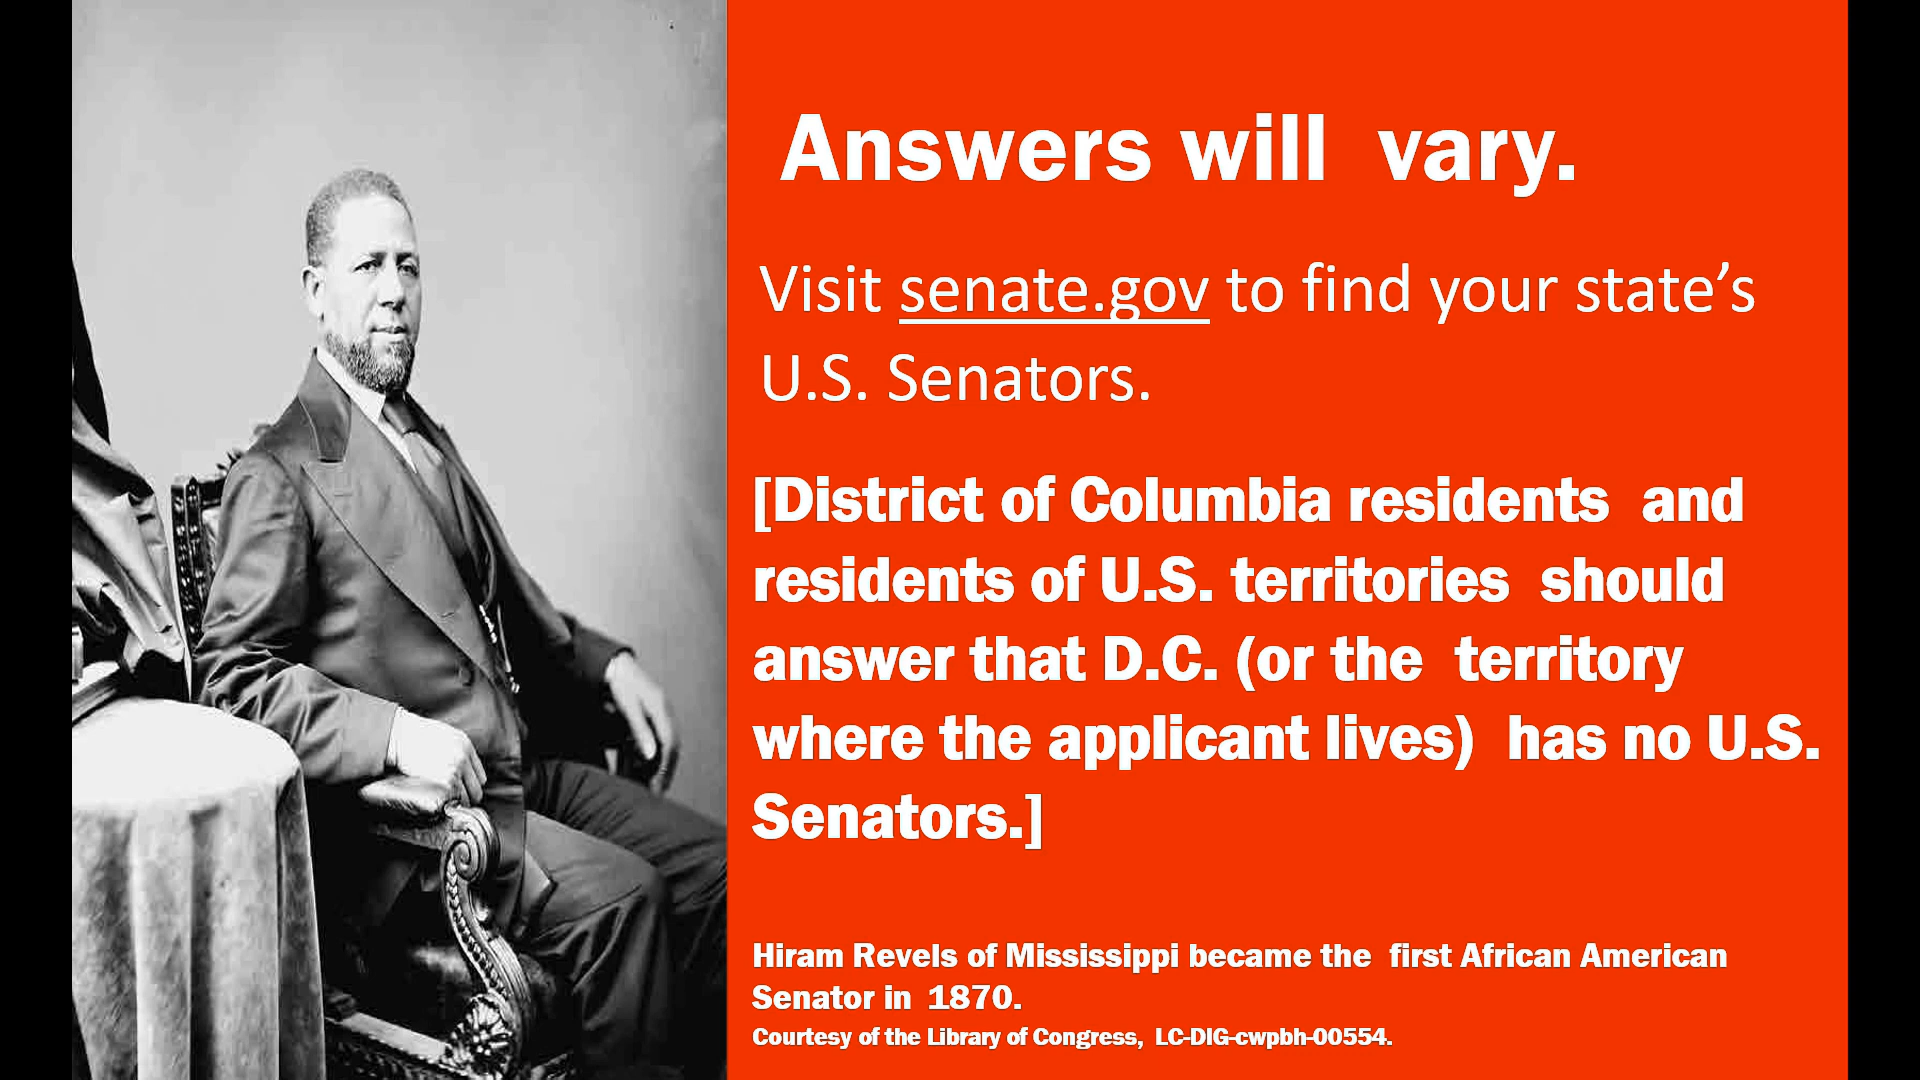 Answers will vary.
Visit senate.gov to find your state’s
U.S. Senators.
[District of Columbia residents and
residents of U.S. territories should
answer that D.C. (or the territory
where the applicant lives) has no U.S.
Senators.]
Hiram Revels of Mississippi became the first African American
Senator in 1870.
Courtesy of the Library of Congress, LC-DIG-cwpbh-00554.